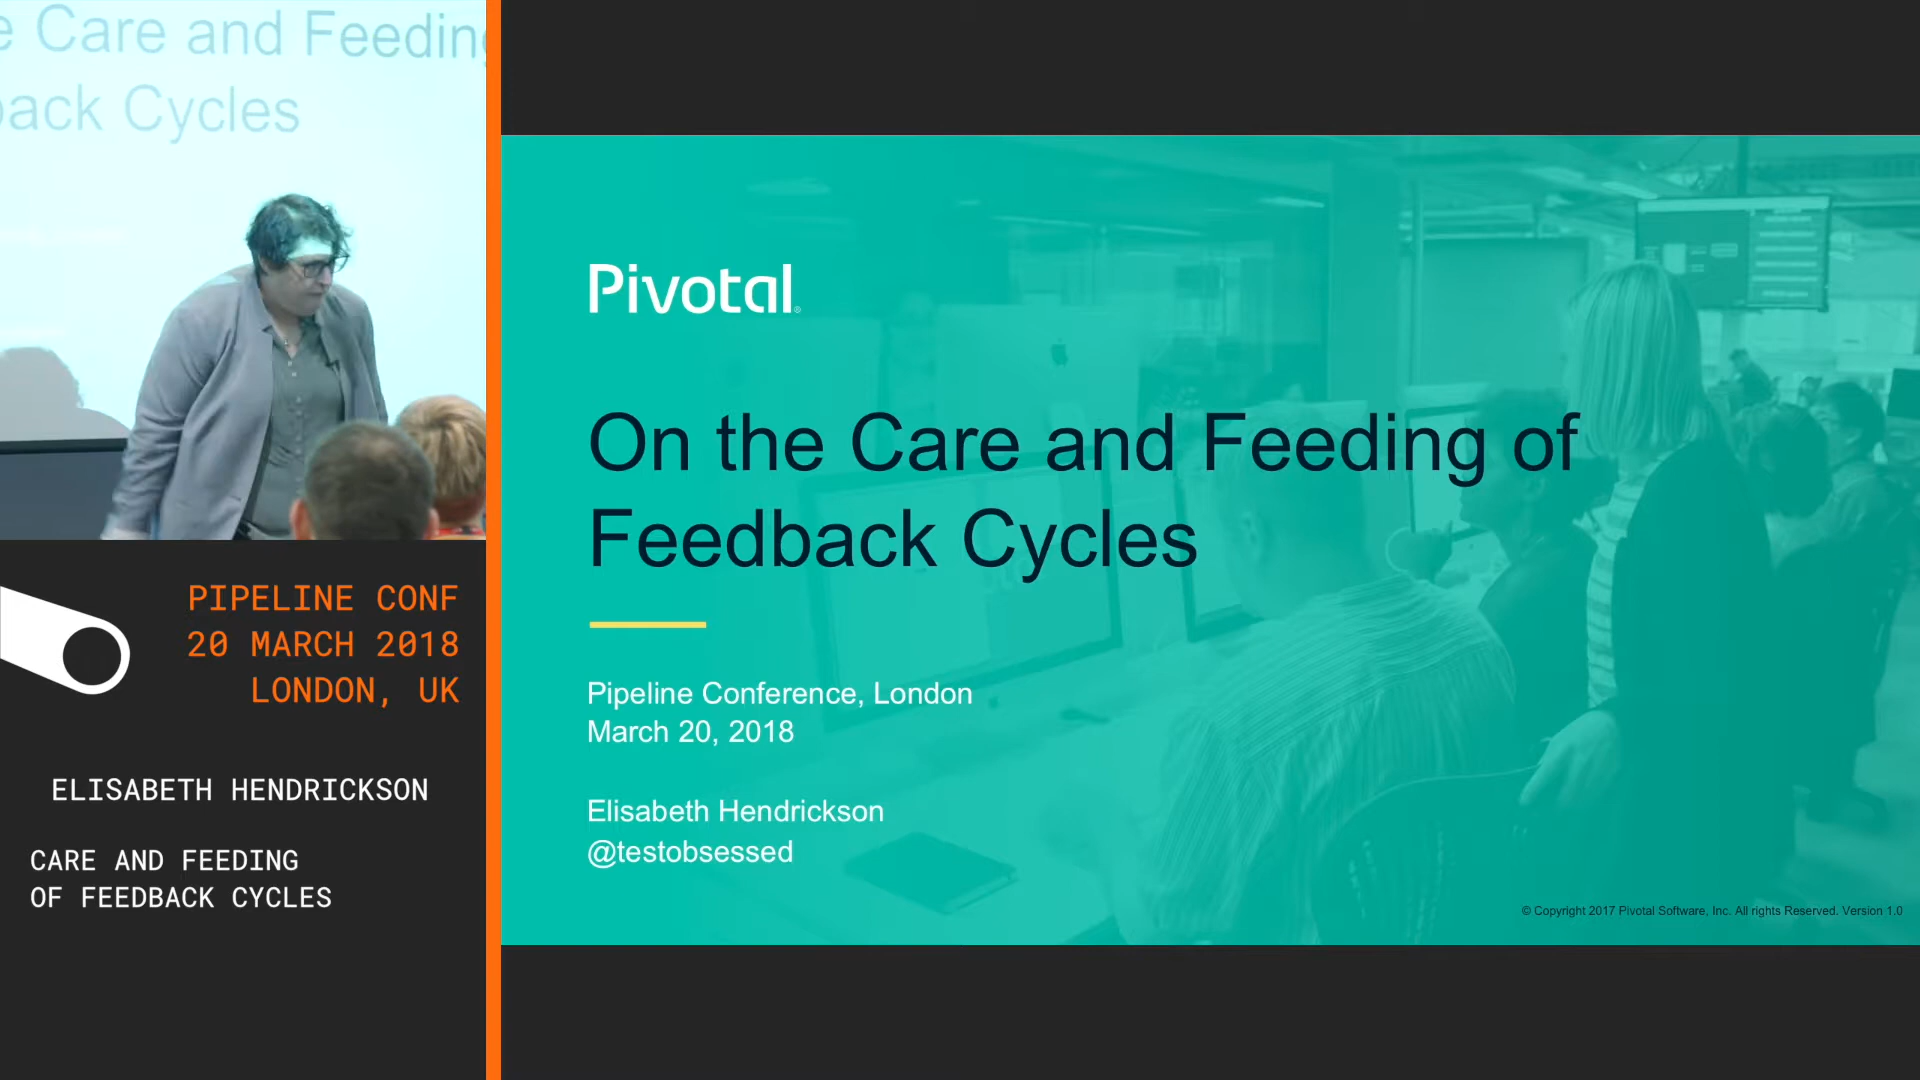 e Care and Feeding
back Cycles
PIPELINE CONF
20 MARCH 2018
LONDON, UK
ELISABETH HENDRICKSON
CARE AND FEEDING
OF FEEDBACK CYCLES
Pivotal®
On the Care and Feeding of
Feedback Cycles
Pipeline Conference, London
March 20, 2018
Elisabeth Hendrickson
@testobsessed
© Copyright 2017 Pivotal Software, Inc. All rights Reserved. Version 1.0